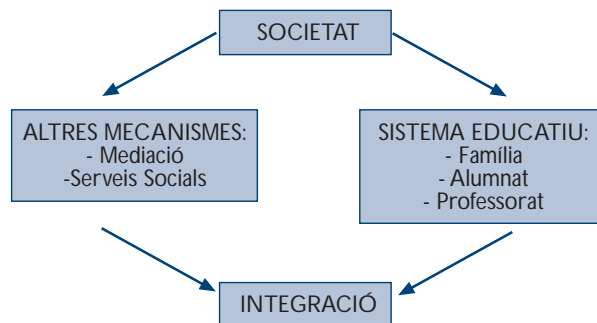 SOCIETAT
ALTRES MECANISMES:
- Mediació
-Serveis Socials
SISTEMA EDUCATIU:
- Família
- Alumnat
- Professorat
INTEGRACIÓ